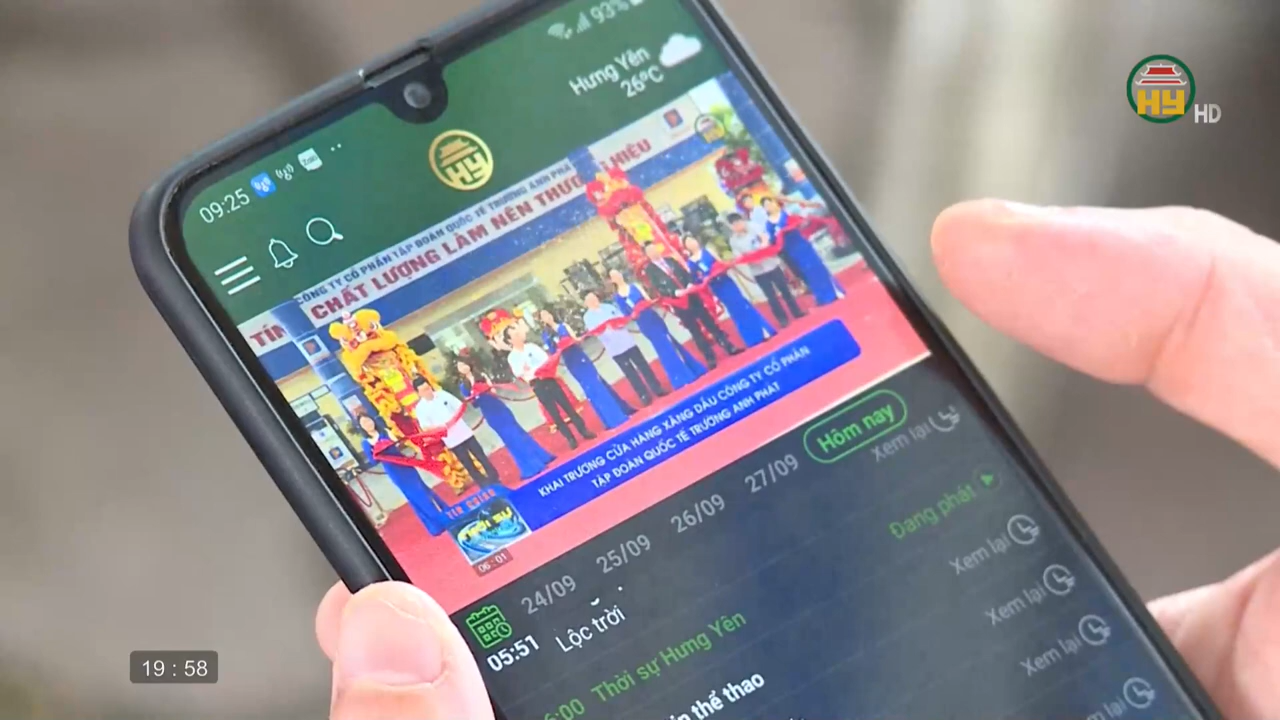 HY HD
93%
Hưng Yên
26°C
09:25
Zalo
HY
CÔNG TY CỔ PHẦN TẬP ĐOÀN QUỐC TẾ TRƯỜNG ANH PHÁT
CHẤT LƯỢNG LÀM NÊN THƯƠNG HIỆU
KHAI TRƯƠNG CỬA HÀNG XĂNG DẦU CÔNG TY CỔ PHẦN
TẬP ĐOÀN QUỐC TẾ TRƯỜNG ANH PHÁT
THỜI SỰ
06:01
24/09 25/09 26/09 27/09 Hôm nay
Xem lại
05:51 Lộc trời
Đang phát
Thời sự Hưng Yên
Xem lại
thể thao
Xem lại
Xem lại
19:58